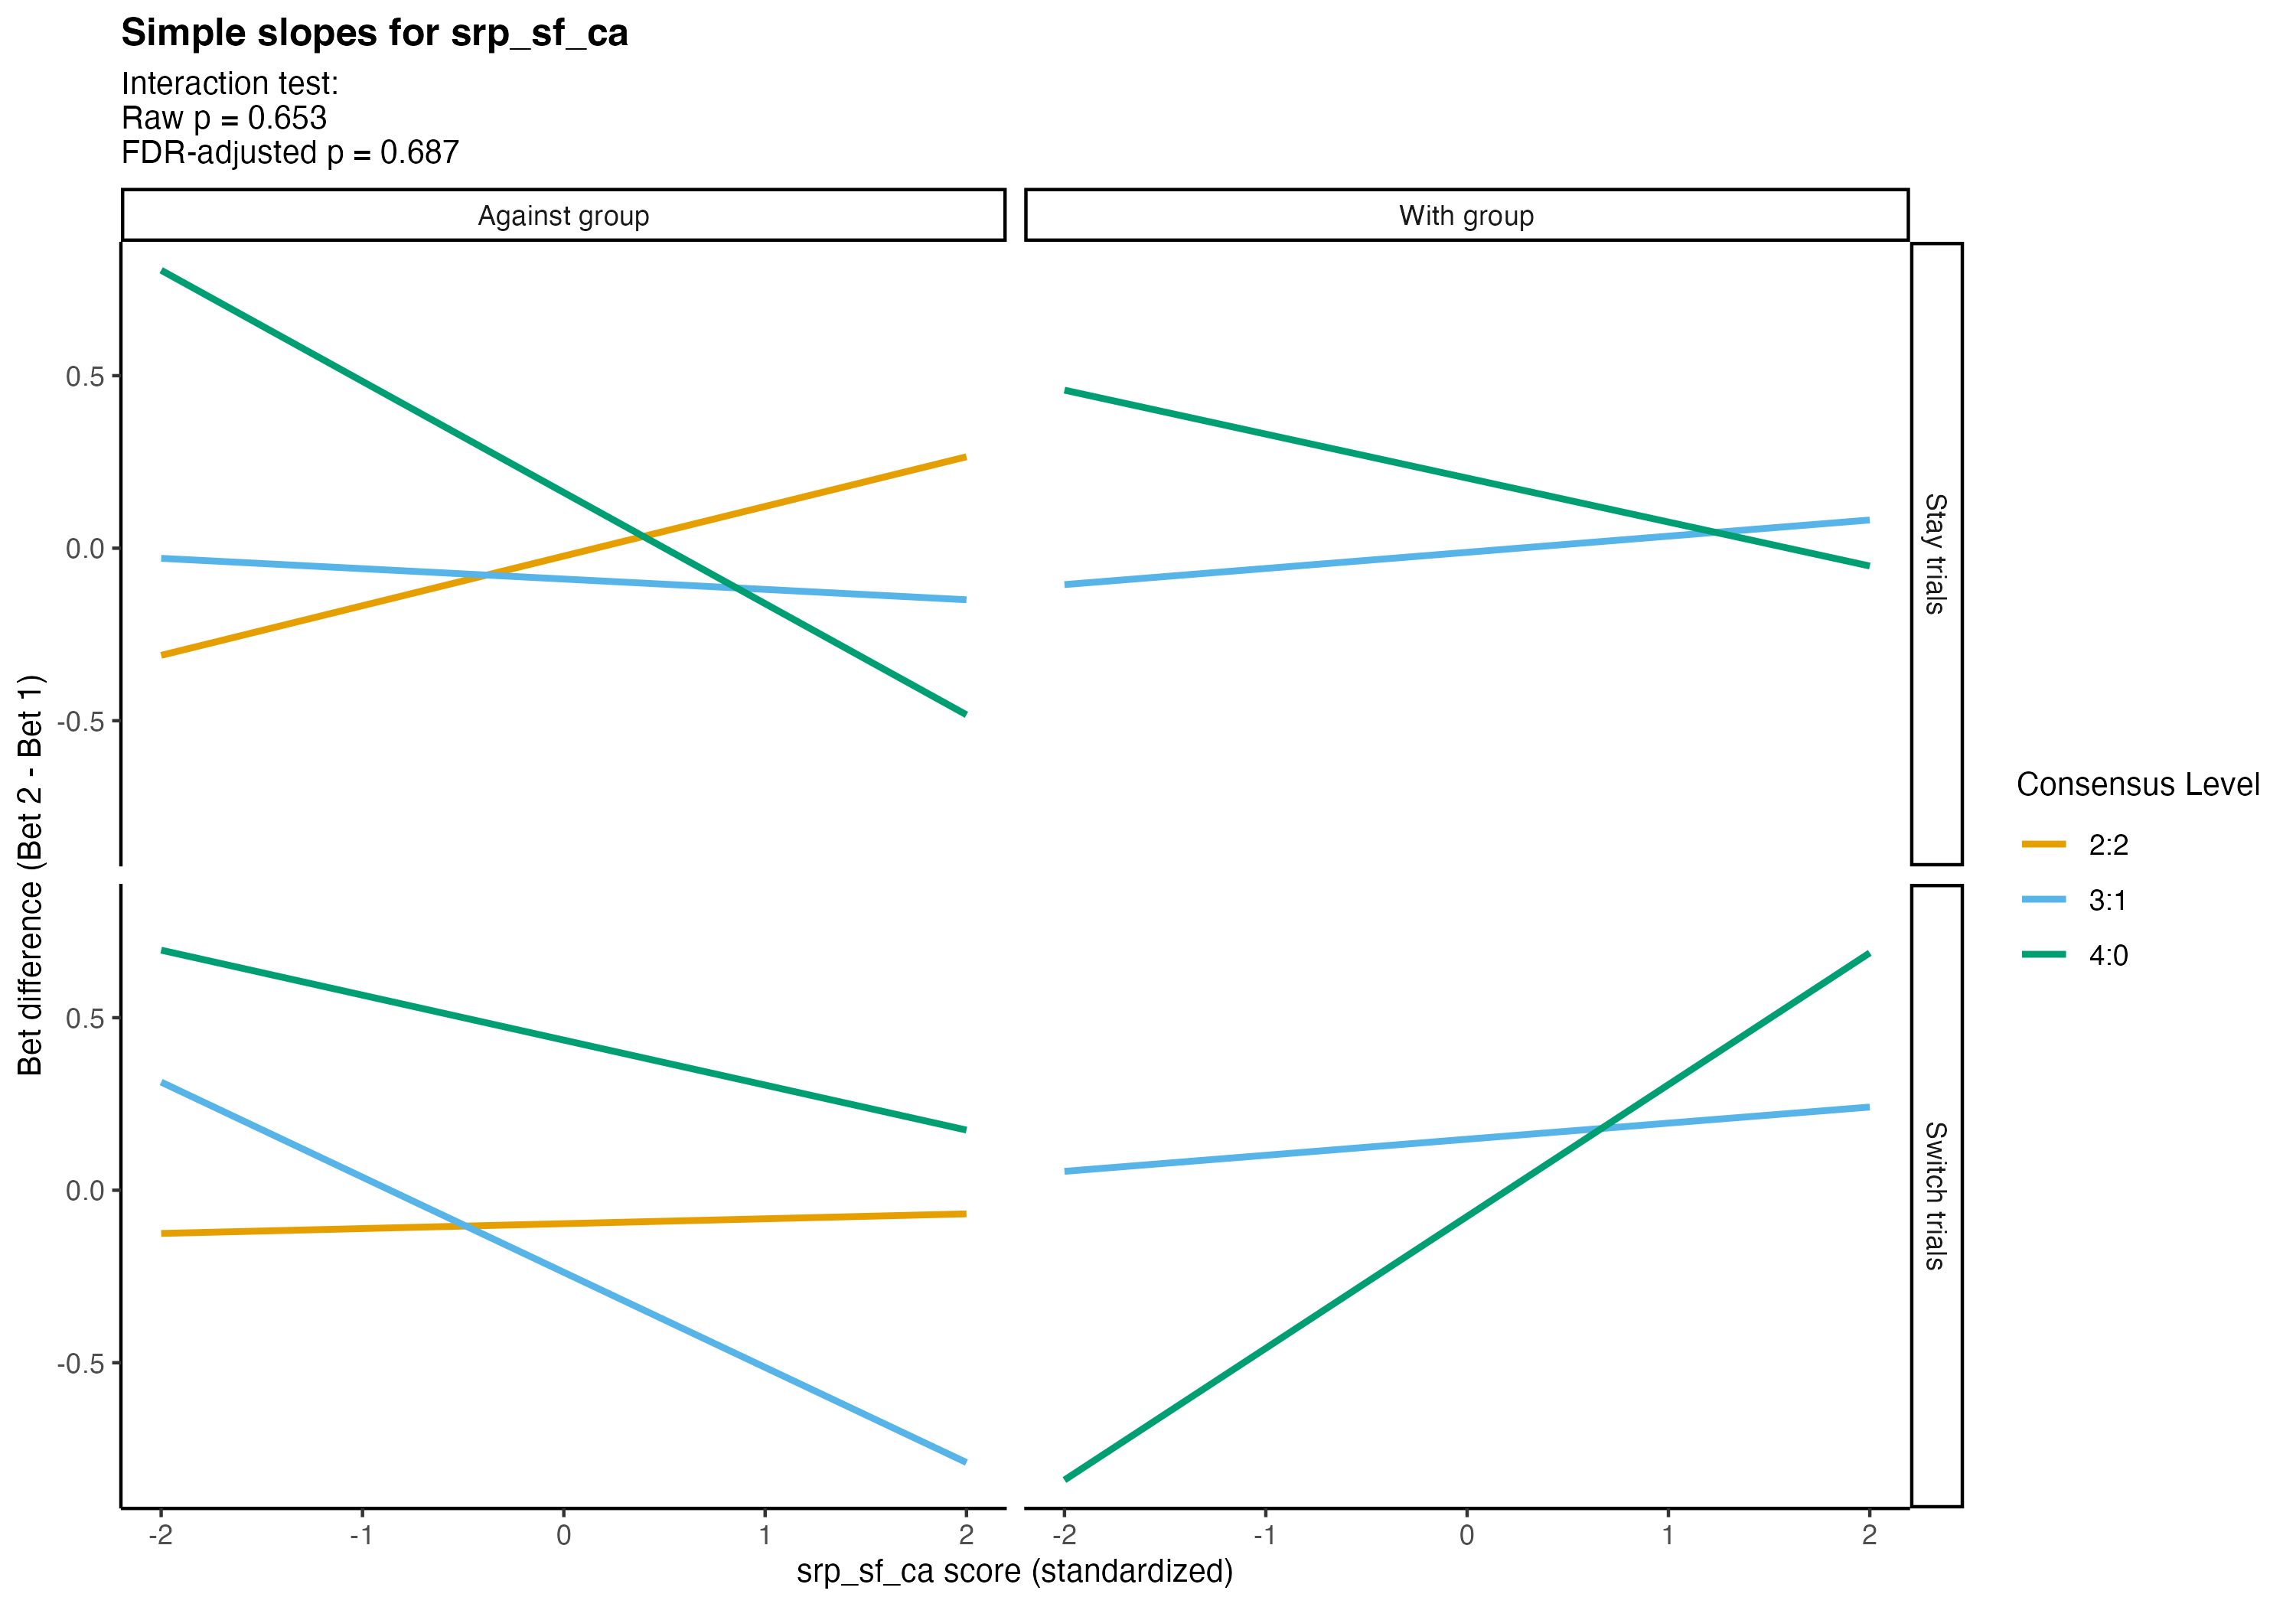 Simple slopes for srp_sf_ca
Interaction test:
Raw p = 0.653
FDR-adjusted p = 0.687
Against group
With group
0.5
0.0
-0.5
Stay trials
0.5
0.0
-0.5
Switch trials
Bet difference (Bet 2 - Bet 1)
-2
-1
0
1
2
-2
-1
0
1
2
srp_sf_ca score (standardized)
Consensus Level
2:2
3:1
4:0